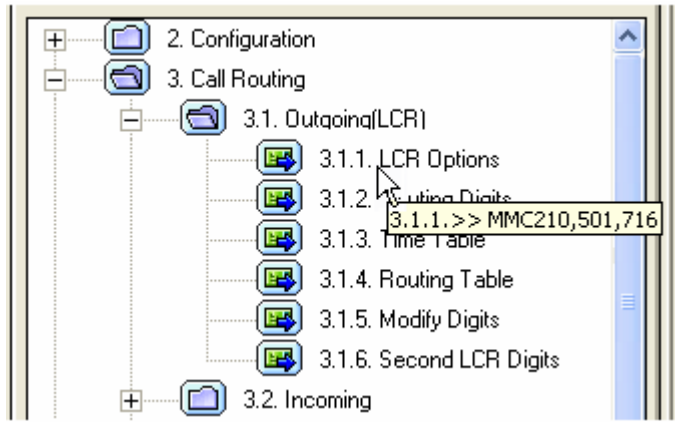 2. Configuration
3. Call Routing
3.1. Outgoing(LCR)
3.1.1. LCR Options
3.1.2. Routing Digits
3.1.1.>> MMC210,501,716
3.1.3. Time Table
3.1.4. Routing Table
3.1.5. Modify Digits
3.1.6. Second LCR Digits
3.2. Incoming